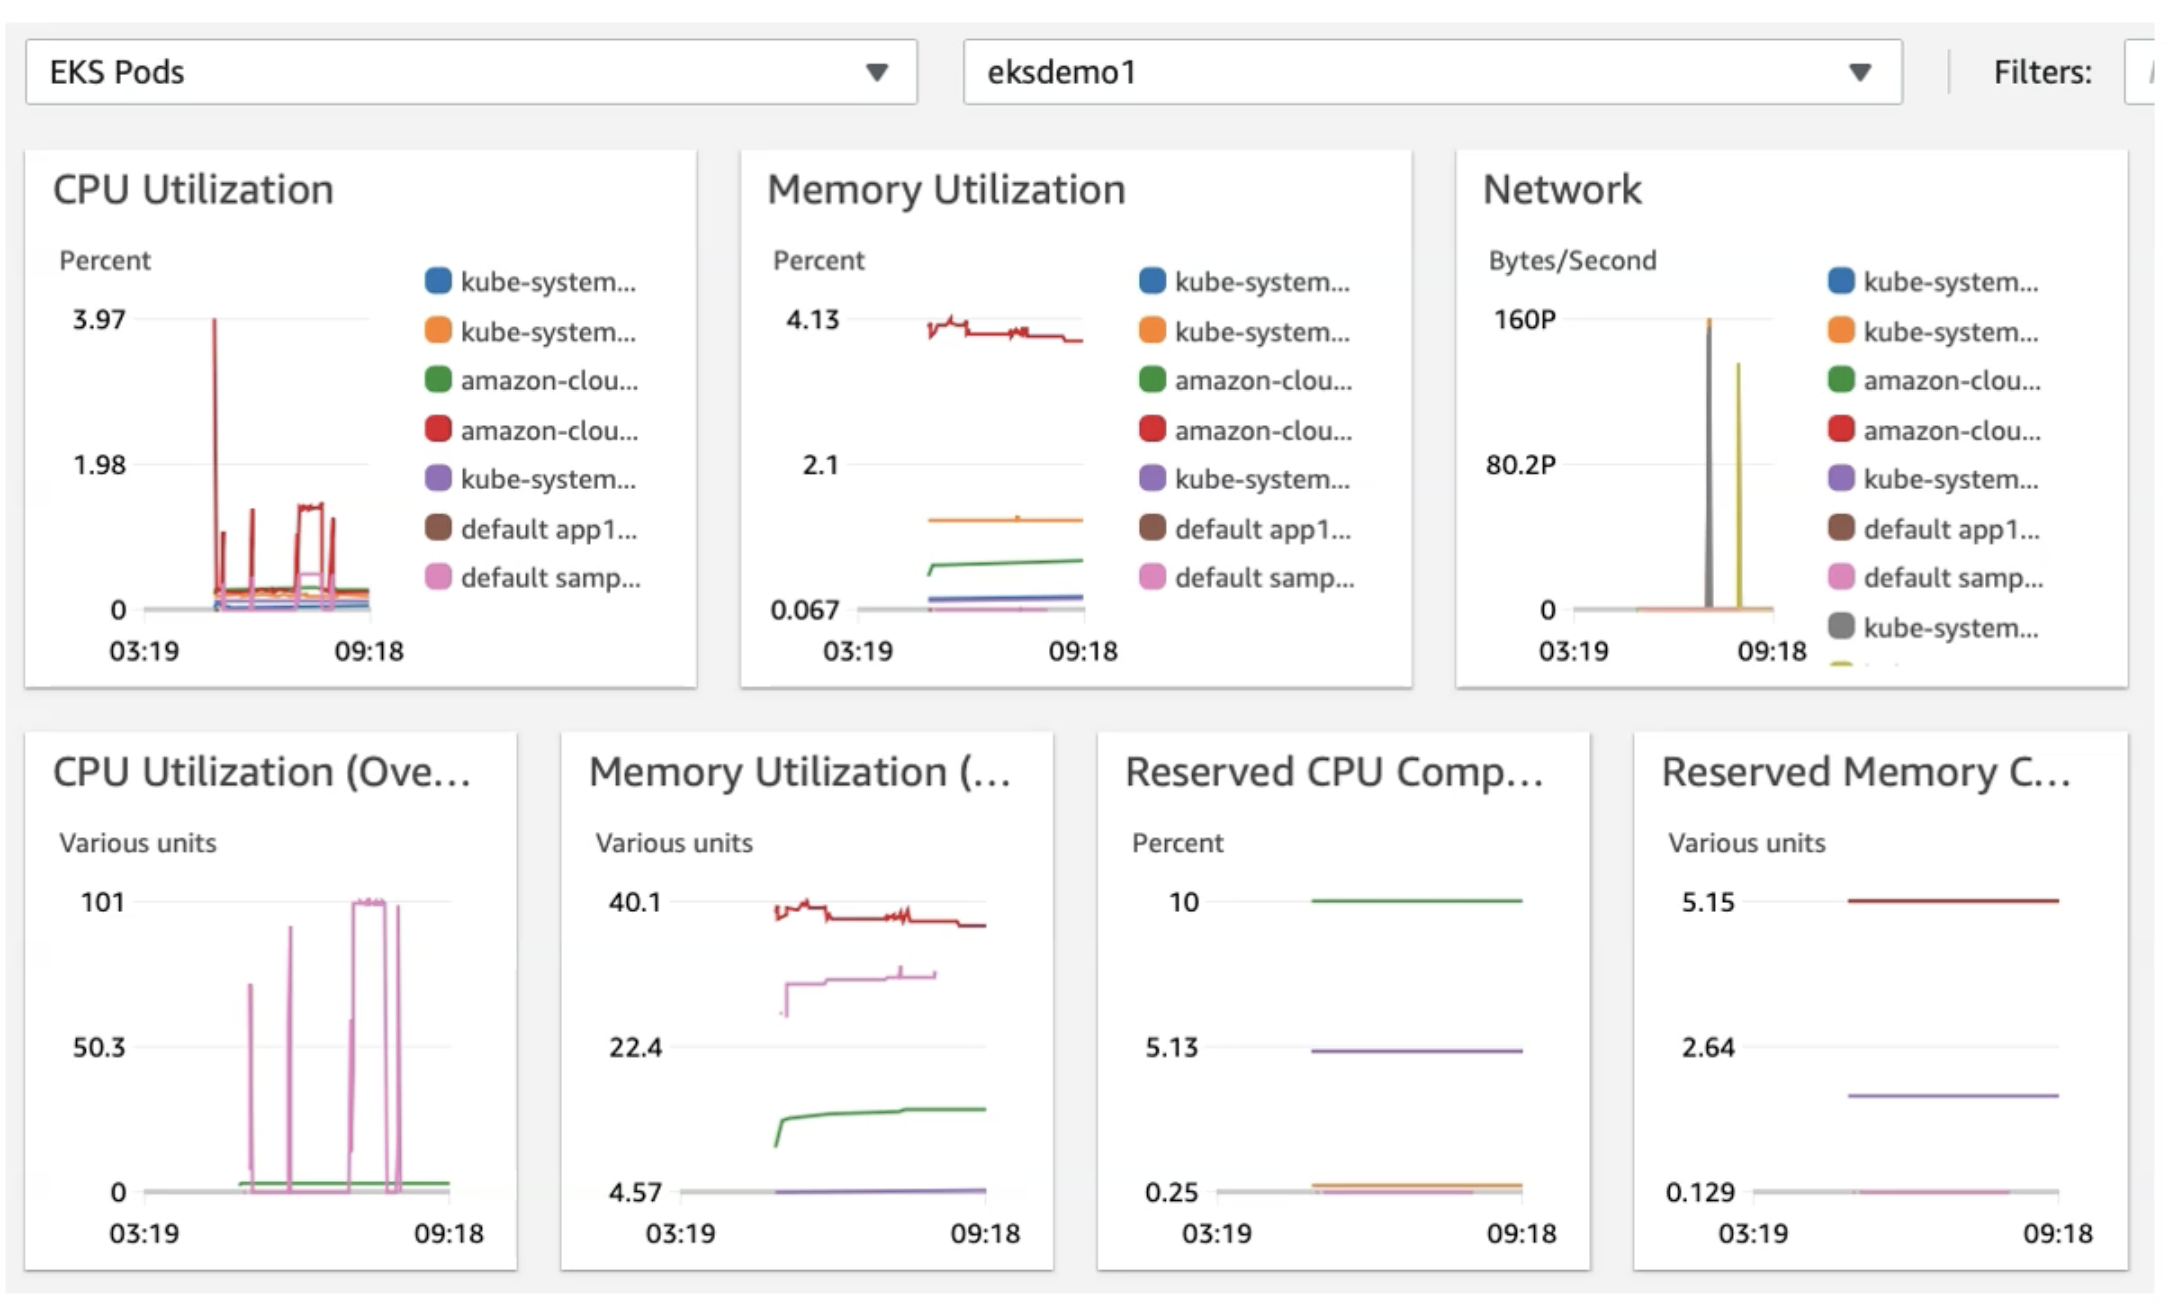 EKS Pods
eksdemo1
Filters:
CPU Utilization
Percent
3.97
1.98
0
03:19
09:18
kube-system...
kube-system...
amazon-clou...
amazon-clou...
kube-system...
default app1...
default samp...
Memory Utilization
Percent
4.13
2.1
0.067
03:19
09:18
kube-system...
kube-system...
amazon-clou...
amazon-clou...
kube-system...
default app1...
default samp...
Network
Bytes/Second
160P
80.2P
0
03:19
09:18
kube-system...
kube-system...
amazon-clou...
amazon-clou...
kube-system...
default app1...
default samp...
kube-system...
CPU Utilization (Ove...
Various units
101
50.3
0
03:19
09:18
Memory Utilization (...
Various units
40.1
22.4
4.57
03:19
09:18
Reserved CPU Comp...
Percent
10
5.13
0.25
03:19
09:18
Reserved Memory C...
Various units
5.15
2.64
0.129
03:19
09:18